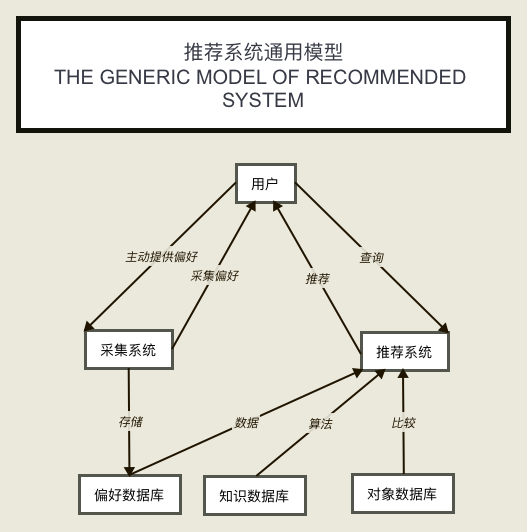 推荐系统通用模型
THE GENERIC MODEL OF RECOMMENDED
SYSTEM
用户
主动提供偏好
采集偏好
推荐
查询
采集系统
推荐系统
存储
数据
算法
比较
偏好数据库
知识数据库
对象数据库